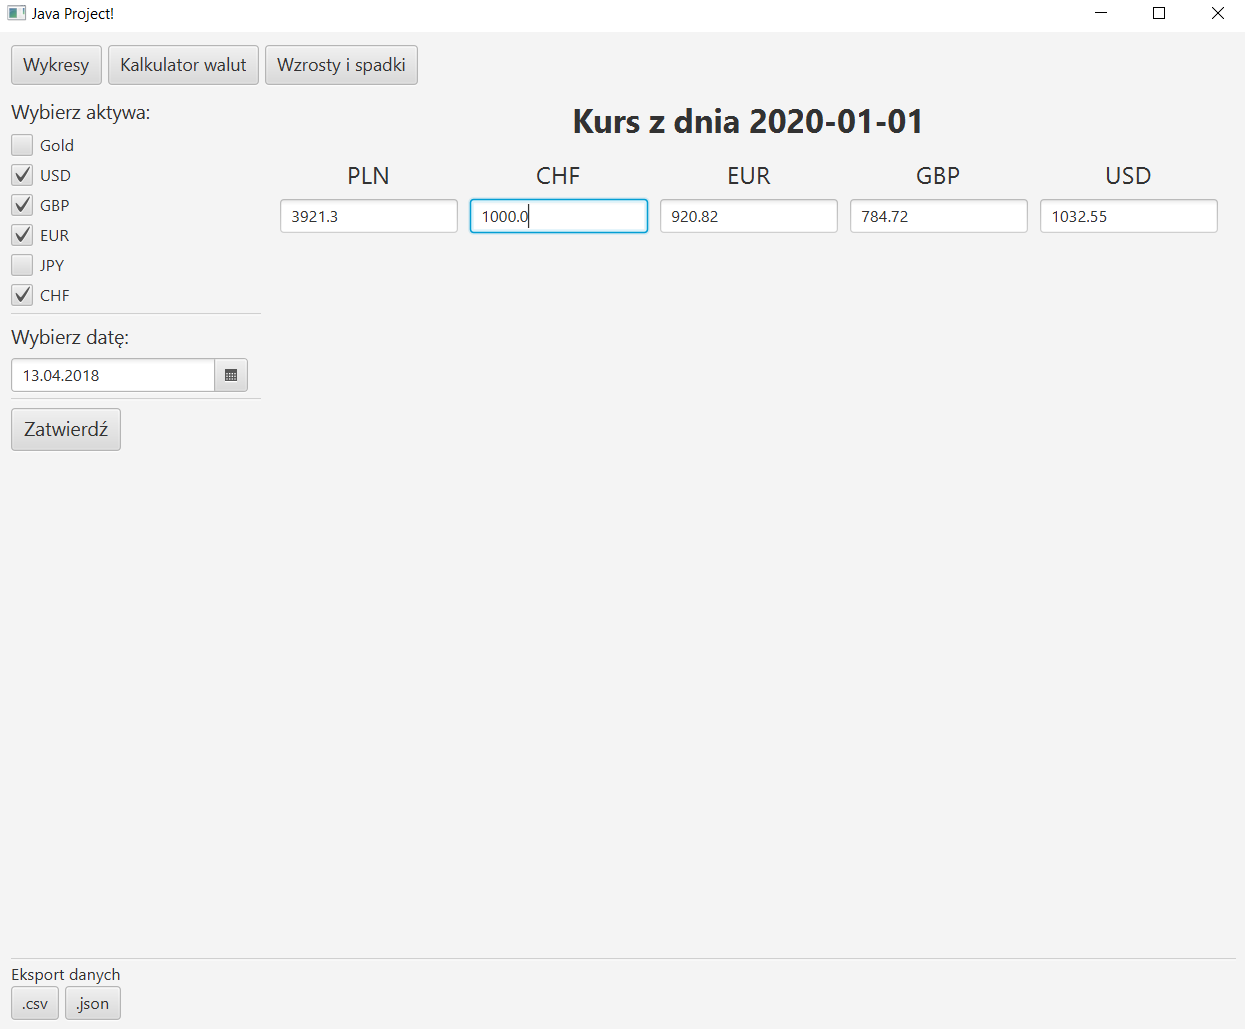 Java Project!
Wykresy Kalkulator walut Wzrosty i spadki
Wybierz aktywa:
Gold
USD
GBP
EUR
JPY
CHF
Wybierz datę:
13.04.2018
Zatwierdź
Kurs z dnia 2020-01-01
PLN CHF EUR GBP USD
3921.3 1000.0 920.82 784.72 1032.55
Eksport danych
.csv .json